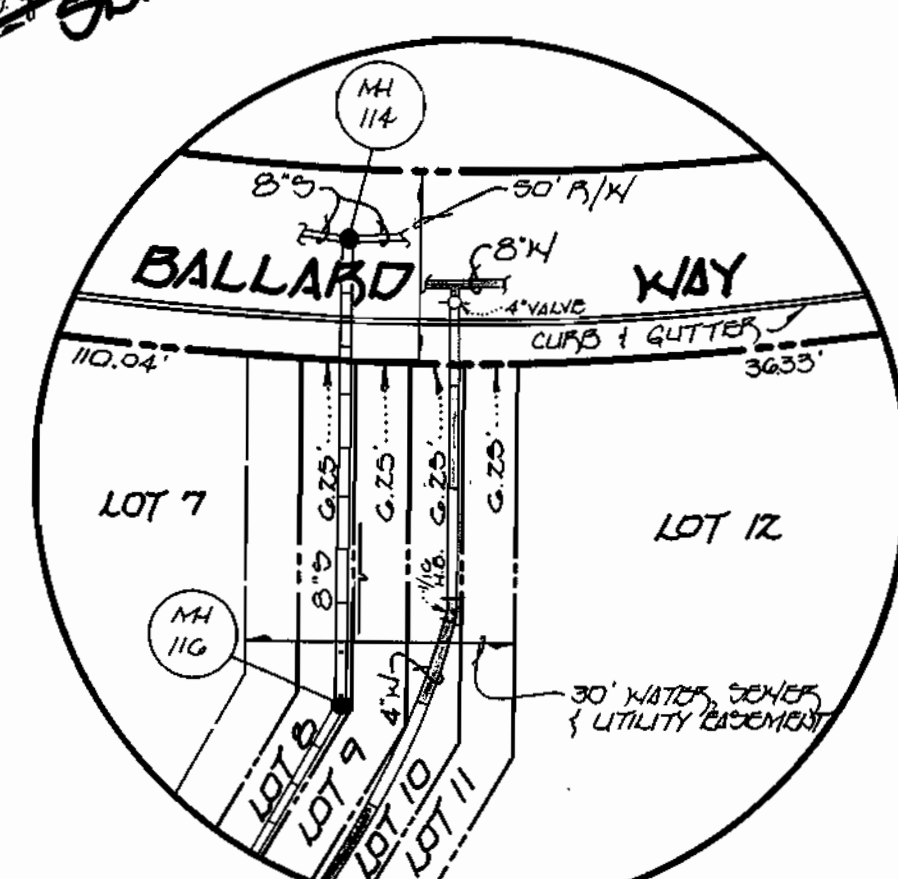 MH
114
8"S
50' R/W
BALLARD WAY
8"W
4" VALVE
CURB & GUTTER
110.04'
36.33'
6.25'
6.25'
6.25'
6.25'
LOT 7
LOT 12
8"S
1/16
H.B.
MH
116
4"W
30' WATER, SEWER
& UTILITY EASEMENT
LOT 8
LOT 9
LOT 10
LOT 11